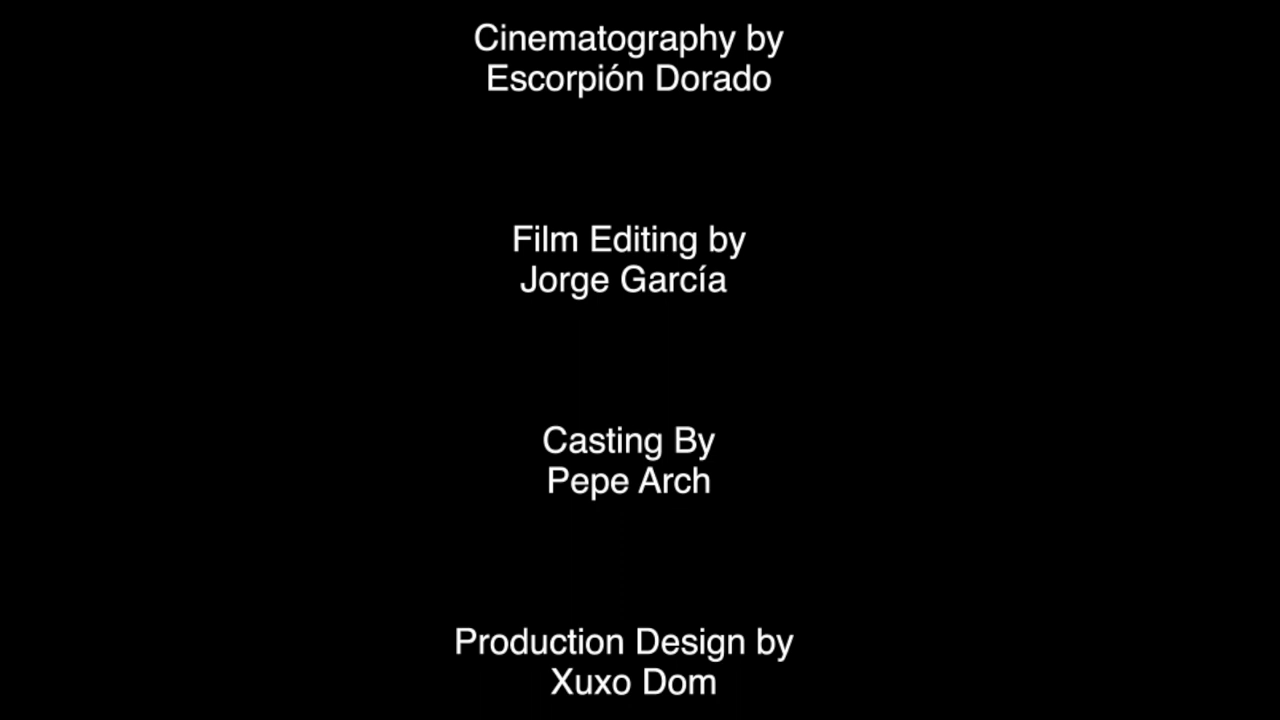 Cinematography by
Escorpión Dorado
Film Editing by
Jorge García
Casting By
Pepe Arch
Production Design by
Xuxo Dom